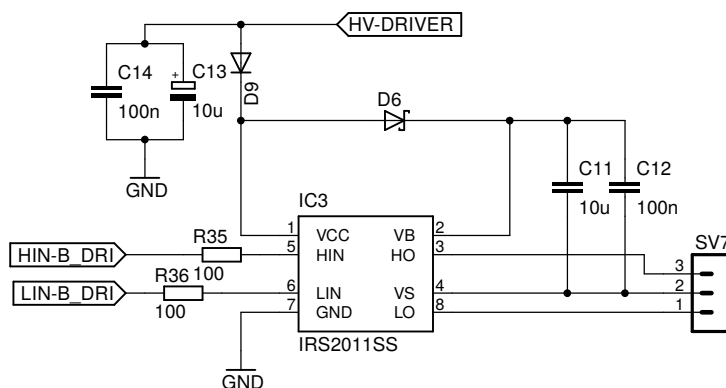 HV-DRIVER
C14
100n
+
C13
10u
D9
D6
GND
C11
10u
C12
100n
IC3
SV7
1 VCC VB 2
HIN-B_DRI
R35
100
5 HIN HO 3
3
LIN-B_DRI
R36
100
6 LIN VS 4
2
7 GND LO 8
1
IRS2011SS
GND